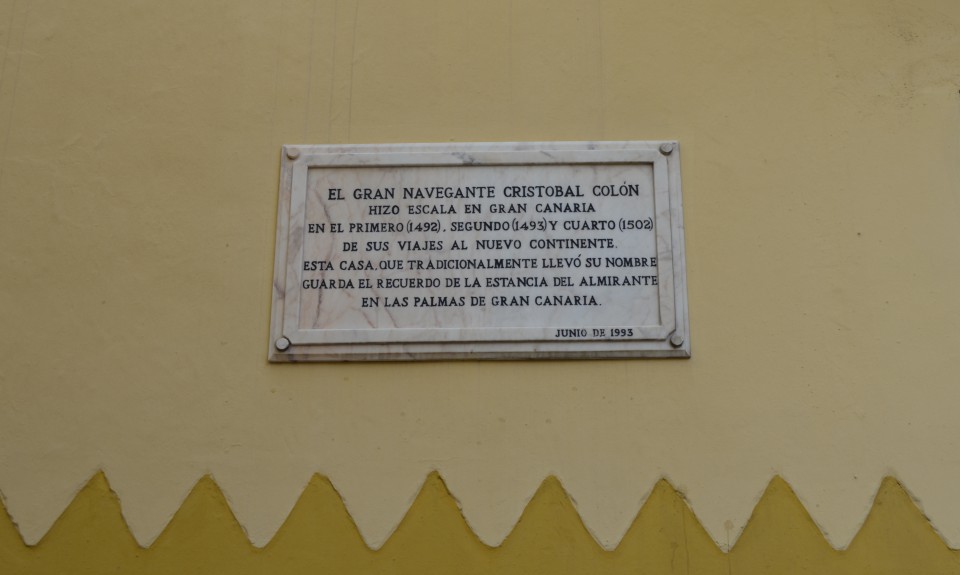 EL GRAN NAVEGANTE CRISTOBAL COLÓN
HIZO ESCALA EN GRAN CANARIA
EN EL PRIMERO (1492), SEGUNDO (1493) Y CUARTO (1502)
DE SUS VIAJES AL NUEVO CONTINENTE.
ESTA CASA, QUE TRADICIONALMENTE LLEVÓ SU NOMBRE
GUARDA EL RECUERDO DE LA ESTANCIA DEL ALMIRANTE
EN LAS PALMAS DE GRAN CANARIA.
JUNIO DE 1993